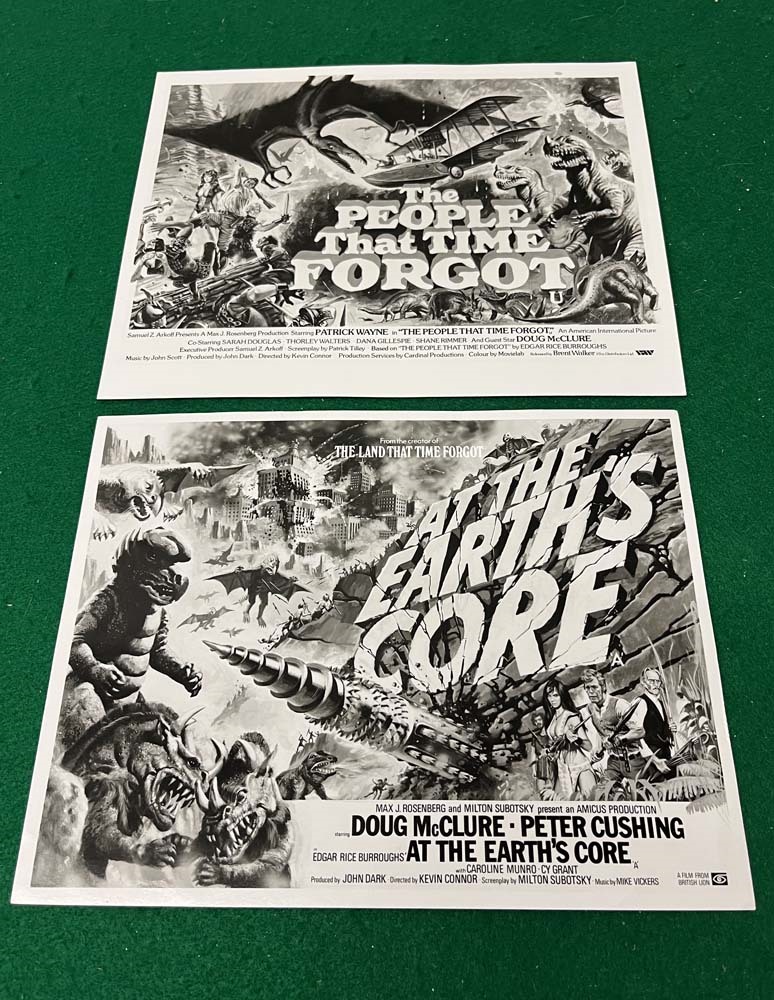 The
PEOPLE
That TIME
FORGOT
U
Samuel Z. Arkoff Presents A Max J. Rosenberg Production Starring PATRICK WAYNE in "THE PEOPLE THAT TIME FORGOT," An American International Picture
Co-Starring SARAH DOUGLAS · THORLEY WALTERS · DANA GILLESPIE · SHANE RIMMER And Guest Star DOUG McCLURE
Executive Producer Samuel Z. Arkoff · Screenplay by Patrick Tilley · Based on "THE PEOPLE THAT TIME FORGOT" by EDGAR RICE BURROUGHS
Music by John Scott · Produced by John Dark · Directed by Kevin Connor · Production Services by Cardinal Productions · Colour by Movielab Released by Brent Walker
From the creator of
THE LAND THAT TIME FORGOT
AT THE
EARTH'S
CORE
A
MAX J. ROSENBERG and MILTON SUBOTSKY present an AMICUS PRODUCTION
starring DOUG McCLURE · PETER CUSHING
in EDGAR RICE BURROUGHS' AT THE EARTH'S CORE 'A'
with CAROLINE MUNRO · CY GRANT
Produced by JOHN DARK · Directed by KEVIN CONNOR · Screenplay by MILTON SUBOTSKY · Music by MIKE VICKERS
A FILM FROM
BRITISH LION